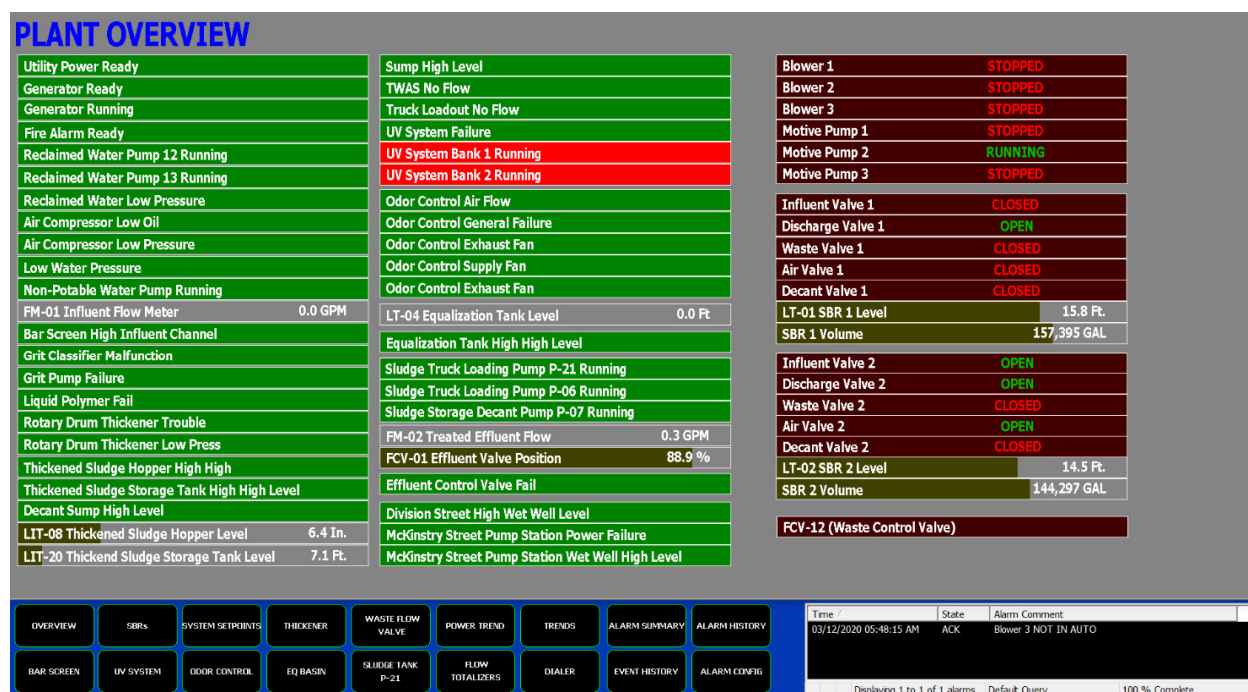 PLANT OVERVIEW
Utility Power Ready
Generator Ready
Generator Running
Fire Alarm Ready
Reclaimed Water Pump 12 Running
Reclaimed Water Pump 13 Running
Reclaimed Water Low Pressure
Air Compressor Low Oil
Air Compressor Low Pressure
Low Water Pressure
Non-Potable Water Pump Running
FM-01 Influent Flow Meter 0.0 GPM
Bar Screen High Influent Channel
Grit Classifier Malfunction
Grit Pump Failure
Liquid Polymer Fail
Rotary Drum Thickener Trouble
Rotary Drum Thickener Low Press
Thickened Sludge Hopper High High
Thickened Sludge Storage Tank High High Level
Decant Sump High Level
LIT-08 Thickened Sludge Hopper Level 6.4 In.
LIT-20 Thickend Sludge Storage Tank Level 7.1 Ft.
Sump High Level
TWAS No Flow
Truck Loadout No Flow
UV System Failure
UV System Bank 1 Running
UV System Bank 2 Running
Odor Control Air Flow
Odor Control General Failure
Odor Control Exhaust Fan
Odor Control Supply Fan
Odor Control Exhaust Fan
LT-04 Equalization Tank Level 0.0 Ft
Equalization Tank High High Level
Sludge Truck Loading Pump P-21 Running
Sludge Truck Loading Pump P-06 Running
Sludge Storage Decant Pump P-07 Running
FM-02 Treated Effluent Flow 0.3 GPM
FCV-01 Effluent Valve Position 88.9 %
Effluent Control Valve Fail
Division Street High Wet Well Level
McKinstry Street Pump Station Power Failure
McKinstry Street Pump Station Wet Well High Level
Blower 1 STOPPED
Blower 2 STOPPED
Blower 3 STOPPED
Motive Pump 1 STOPPED
Motive Pump 2 RUNNING
Motive Pump 3 STOPPED
Influent Valve 1 CLOSED
Discharge Valve 1 OPEN
Waste Valve 1 CLOSED
Air Valve 1 CLOSED
Decant Valve 1 CLOSED
LT-01 SBR 1 Level 15.8 Ft.
SBR 1 Volume 157,395 GAL
Influent Valve 2 OPEN
Discharge Valve 2 OPEN
Waste Valve 2 CLOSED
Air Valve 2 OPEN
Decant Valve 2 CLOSED
LT-02 SBR 2 Level 14.5 Ft.
SBR 2 Volume 144,297 GAL
FCV-12 (Waste Control Valve)
OVERVIEW
SBRs
SYSTEM SETPOINTS
THICKENER
WASTE FLOW
VALVE
POWER TREND
TRENDS
ALARM SUMMARY
ALARM HISTORY
BAR SCREEN
UV SYSTEM
ODOR CONTROL
EQ BASIN
SLUDGE TANK
P-21
FLOW
TOTALIZERS
DIALER
EVENT HISTORY
ALARM CONFIG
Time State Alarm Comment
03/12/2020 05:48:15 AM ACK Blower 3 NOT IN AUTO
Displaying 1 to 1 of 1 alarms Default Query 100 % Complete